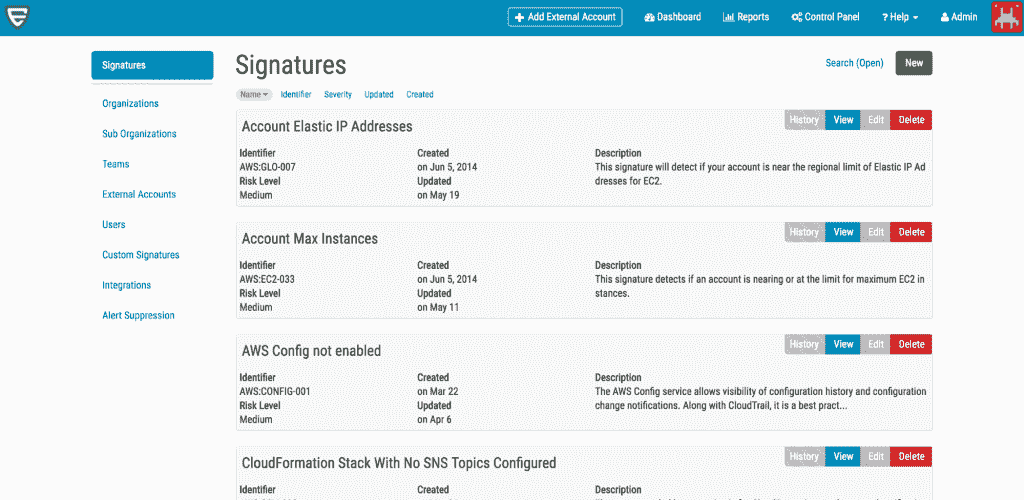 Add External Account Dashboard Reports Control Panel ? Help Admin
Signatures
Organizations
Sub Organizations
Teams
External Accounts
Users
Custom Signatures
Integrations
Alert Suppression
Signatures
Search (Open) New
Name Identifier Severity Updated Created
Account Elastic IP Addresses
History View Edit Delete
Identifier Created Description
AWS:GLO-007 on Jun 5, 2014 This signature will detect if your account is near the regional limit of Elastic IP Ad
Risk Level Updated dresses for EC2.
Medium on May 19
Account Max Instances
History View Edit Delete
Identifier Created Description
AWS:EC2-033 on Jun 5, 2014 This signature detects if an account is nearing or at the limit for maximum EC2 in
Risk Level Updated stances.
Medium on May 11
AWS Config not enabled
History View Edit Delete
Identifier Created Description
AWS:CONFIG-001 on Mar 22 The AWS Config service allows visibility of configuration history and configuration
Risk Level Updated change notifications. Along with CloudTrail, it is a best pract...
Medium on Apr 6
CloudFormation Stack With No SNS Topics Configured
History View Edit Delete
Identifier Created Description